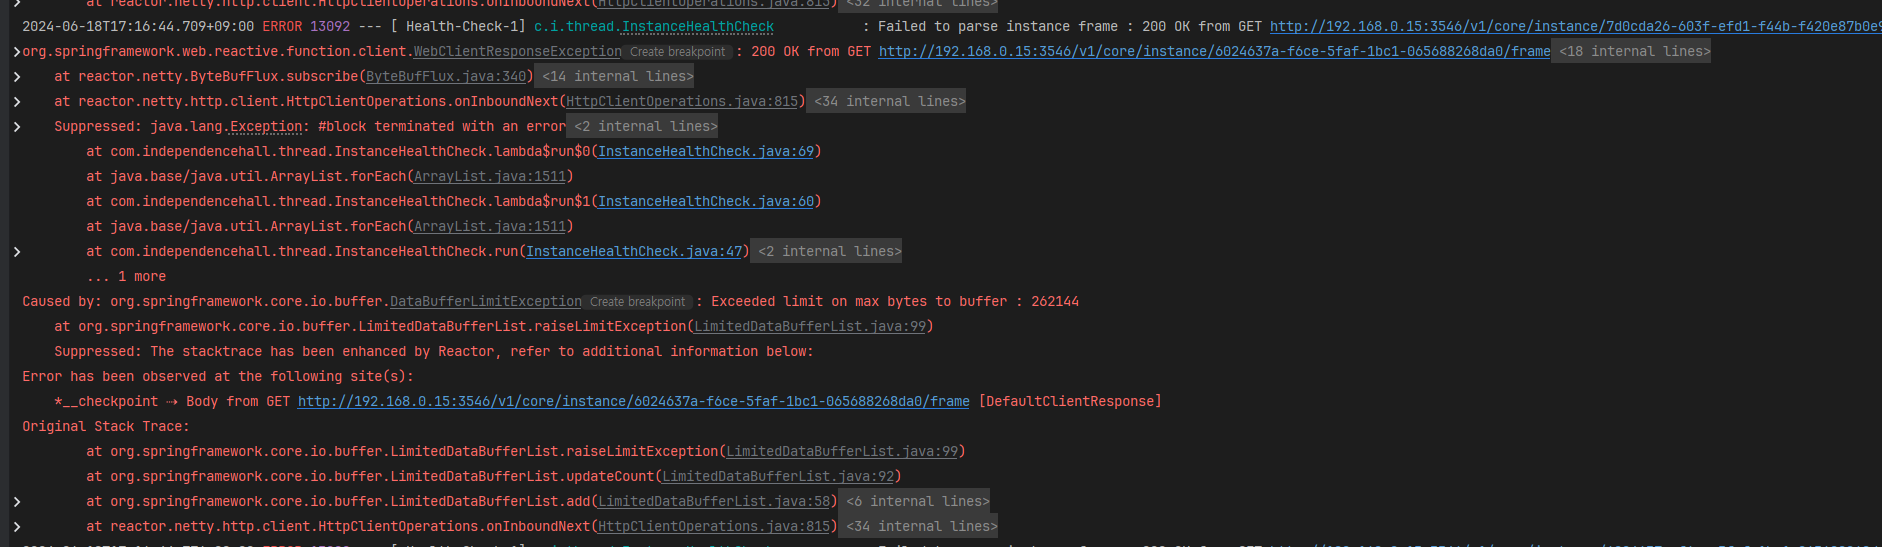 at reactor.netty.http.client.HttpClientOperations.onInboundNext(HttpClientOperations.java:815) <32 internal lines>
2024-06-18T17:16:44.709+09:00 ERROR 13092 --- [ Health-Check-1] c.i.thread.InstanceHealthCheck : Failed to parse instance frame : 200 OK from GET http://192.168.0.15:3546/v1/core/instance/7d0cda26-603f-efd1-f44b-f420e87b0e9
org.springframework.web.reactive.function.client.WebClientResponseException Create breakpoint : 200 OK from GET http://192.168.0.15:3546/v1/core/instance/6024637a-f6ce-5faf-1bc1-065688268da0/frame <18 internal lines>
at reactor.netty.ByteBufFlux.subscribe(ByteBufFlux.java:340) <14 internal lines>
at reactor.netty.http.client.HttpClientOperations.onInboundNext(HttpClientOperations.java:815) <34 internal lines>
Suppressed: java.lang.Exception: #block terminated with an error <2 internal lines>
at com.independencehall.thread.InstanceHealthCheck.lambda$run$0(InstanceHealthCheck.java:69)
at java.base/java.util.ArrayList.forEach(ArrayList.java:1511)
at com.independencehall.thread.InstanceHealthCheck.lambda$run$1(InstanceHealthCheck.java:60)
at java.base/java.util.ArrayList.forEach(ArrayList.java:1511)
at com.independencehall.thread.InstanceHealthCheck.run(InstanceHealthCheck.java:47) <2 internal lines>
... 1 more
Caused by: org.springframework.core.io.buffer.DataBufferLimitException Create breakpoint : Exceeded limit on max bytes to buffer : 262144
at org.springframework.core.io.buffer.LimitedDataBufferList.raiseLimitException(LimitedDataBufferList.java:99)
Suppressed: The stacktrace has been enhanced by Reactor, refer to additional information below:
Error has been observed at the following site(s):
*__checkpoint ⇢ Body from GET http://192.168.0.15:3546/v1/core/instance/6024637a-f6ce-5faf-1bc1-065688268da0/frame [DefaultClientResponse]
Original Stack Trace:
at org.springframework.core.io.buffer.LimitedDataBufferList.raiseLimitException(LimitedDataBufferList.java:99)
at org.springframework.core.io.buffer.LimitedDataBufferList.updateCount(LimitedDataBufferList.java:92)
at org.springframework.core.io.buffer.LimitedDataBufferList.add(LimitedDataBufferList.java:58) <6 internal lines>
at reactor.netty.http.client.HttpClientOperations.onInboundNext(HttpClientOperations.java:815) <34 internal lines>